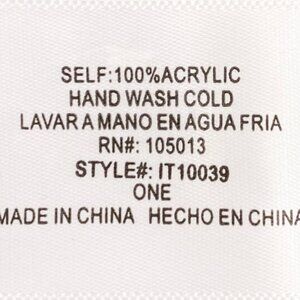 SELF:100%ACRYLIC
HAND WASH COLD
LAVAR A MANO EN AGUA FRIA
RN#: 105013
STYLE#: IT10039
ONE
MADE IN CHINA HECHO EN CHINA